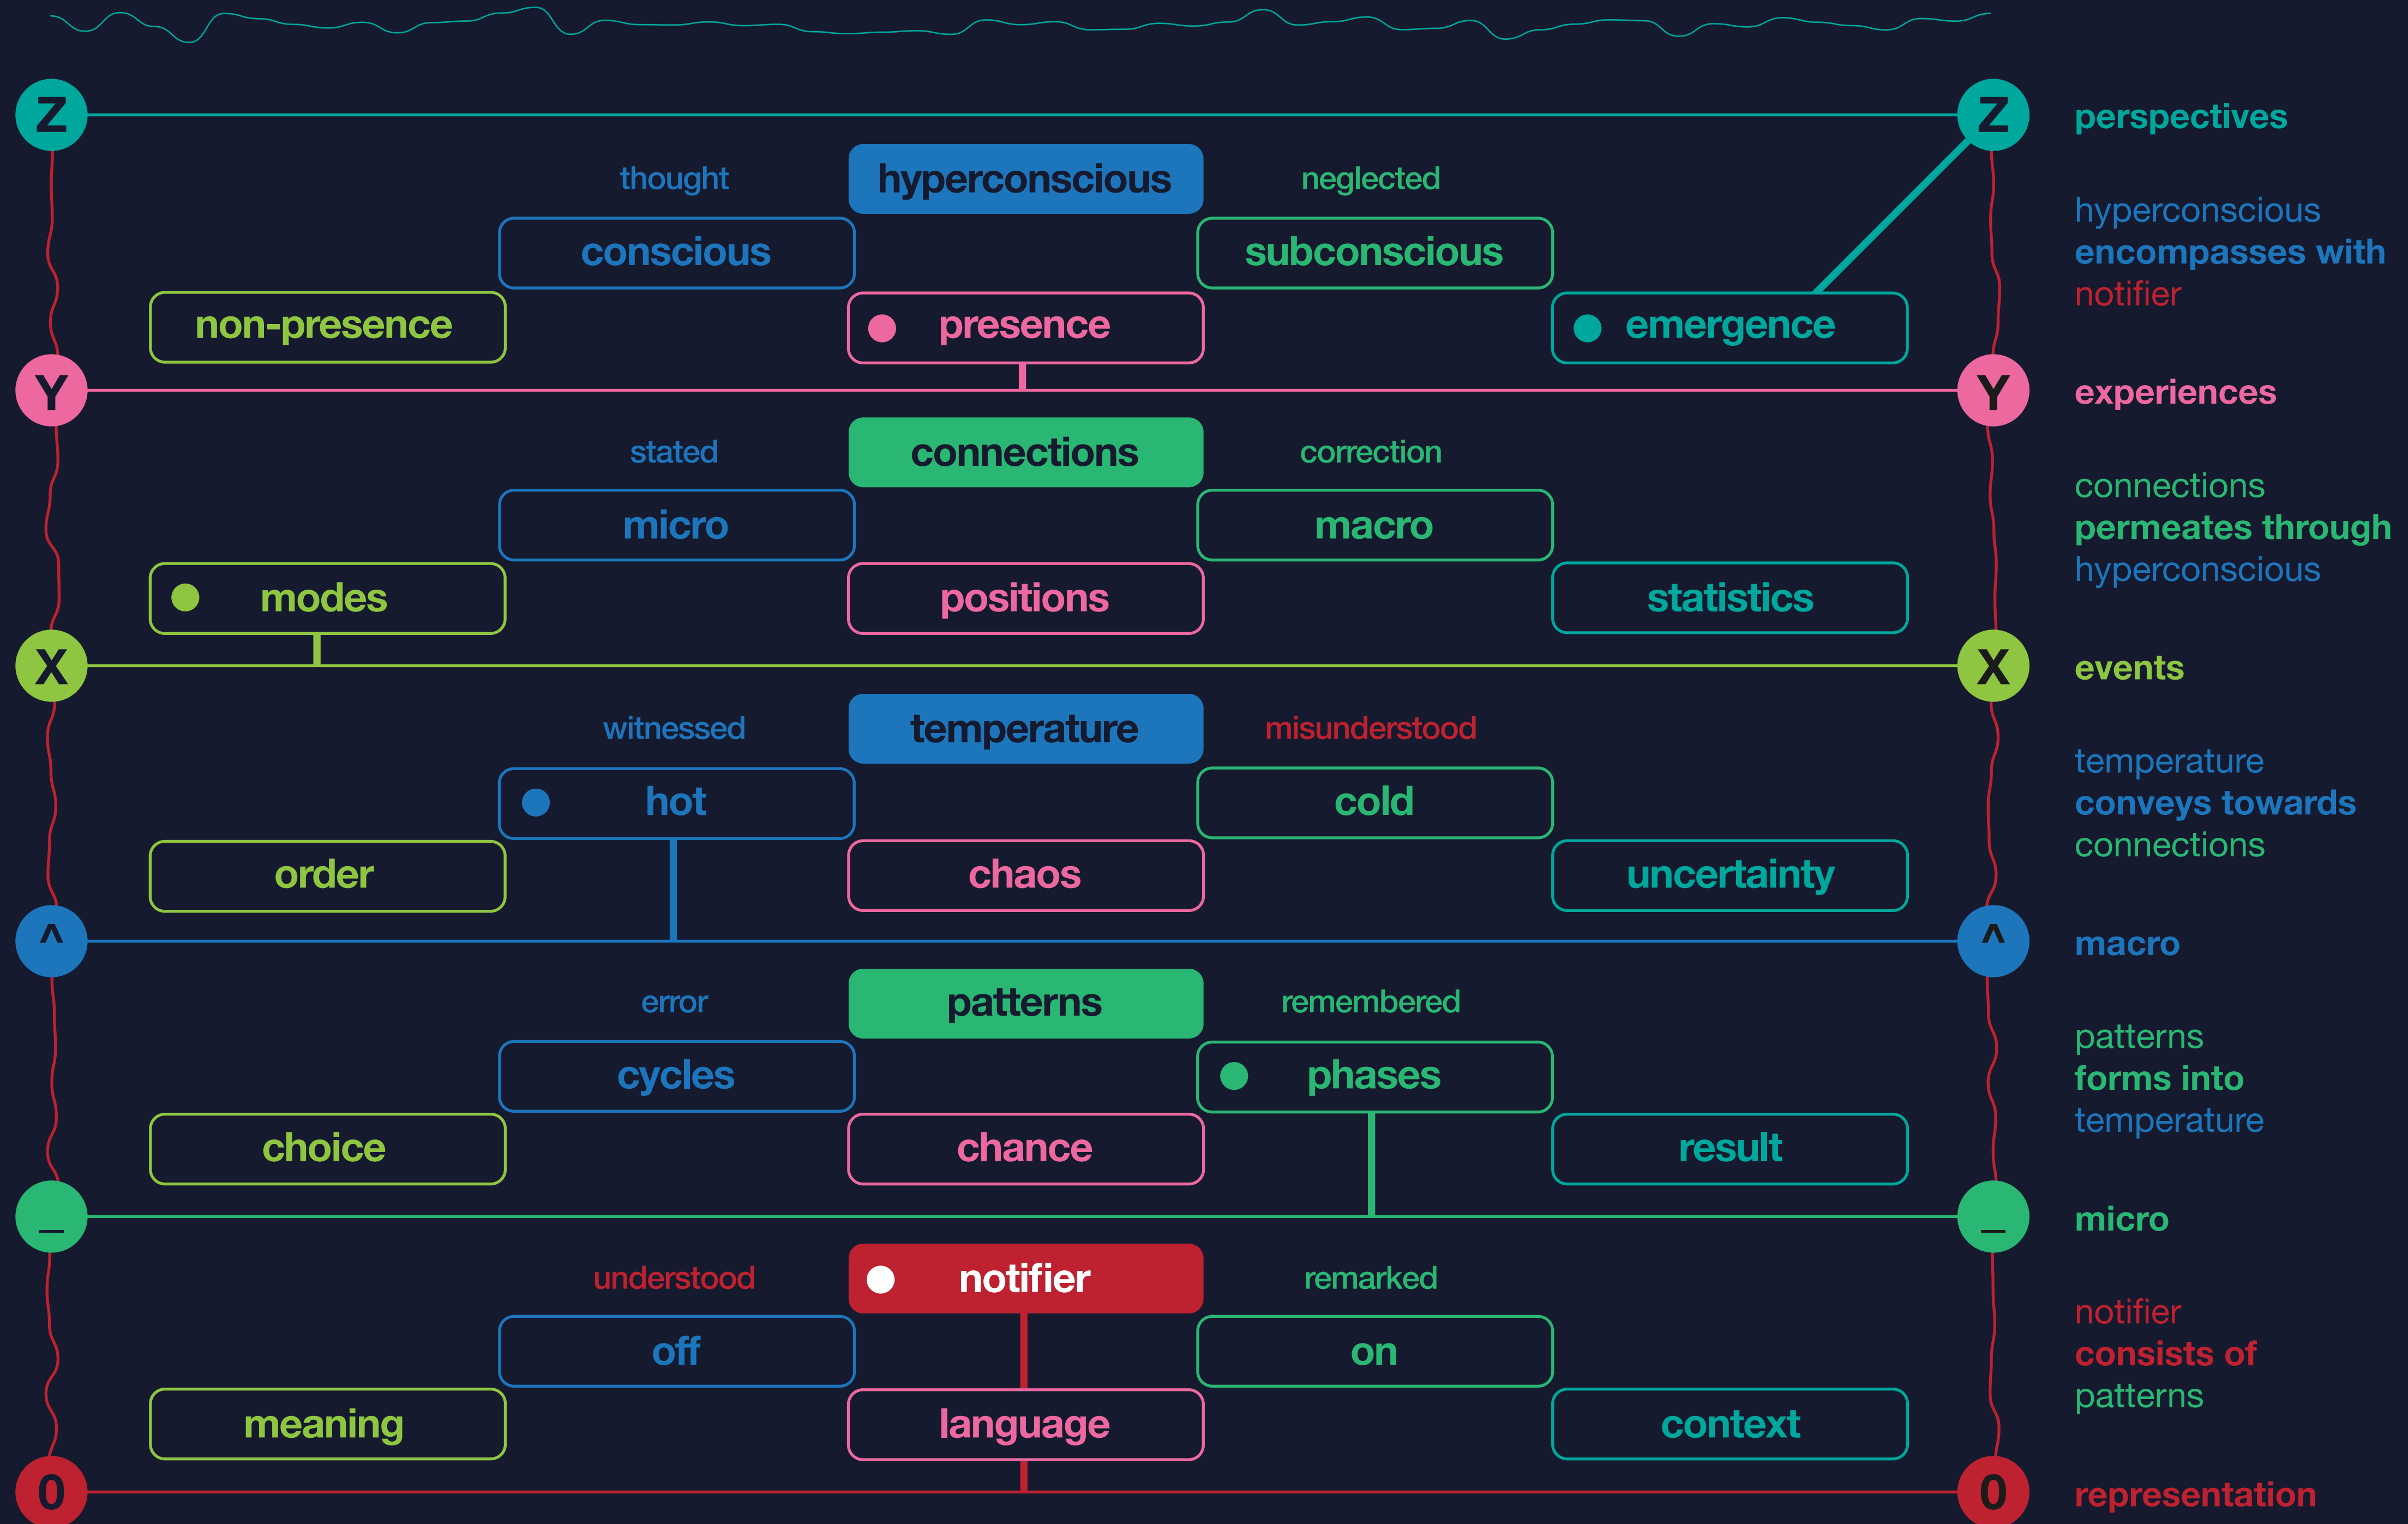 Z
Z
perspectives
thought
hyperconscious
neglected
hyperconscious
conscious
subconscious
encompasses with
notifier
non-presence
presence
emergence
Y
Y
experiences
stated
connections
correction
connections
micro
macro
permeates through
hyperconscious
modes
positions
statistics
X
X
events
witnessed
temperature
misunderstood
temperature
hot
cold
conveys towards
connections
order
chaos
uncertainty
^
^
macro
error
patterns
remembered
patterns
cycles
phases
forms into
temperature
choice
chance
result
_
_
micro
understood
notifier
remarked
notifier
off
on
consists of
patterns
meaning
language
context
0
0
representation